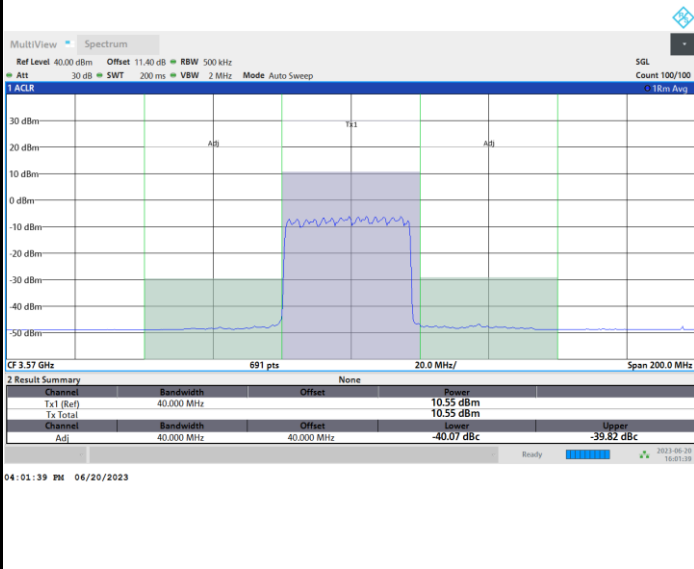 MultiView Spectrum
Ref Level 40.00 dBm Offset 11.40 dB RBW 500 kHz SGL
Att 30 dB SWT 200 ms VBW 2 MHz Mode Auto Sweep Count 100/100
1 ACLR 1Rm Avg
30 dBm
Tx1
20 dBm
Adj Adj
10 dBm
0 dBm
-10 dBm
-20 dBm
-30 dBm
-40 dBm
-50 dBm
CF 3.57 GHz 691 pts 20.0 MHz/ Span 200.0 MHz
2 Result Summary None
Channel Bandwidth Offset Power
Tx1 (Ref) 40.000 MHz 10.55 dBm
Tx Total 10.55 dBm
Channel Bandwidth Offset Lower Upper
Adj 40.000 MHz 40.000 MHz -40.07 dBc -39.82 dBc
Ready 2023-06-20
16:01:39
04:01:39 PM 06/20/2023